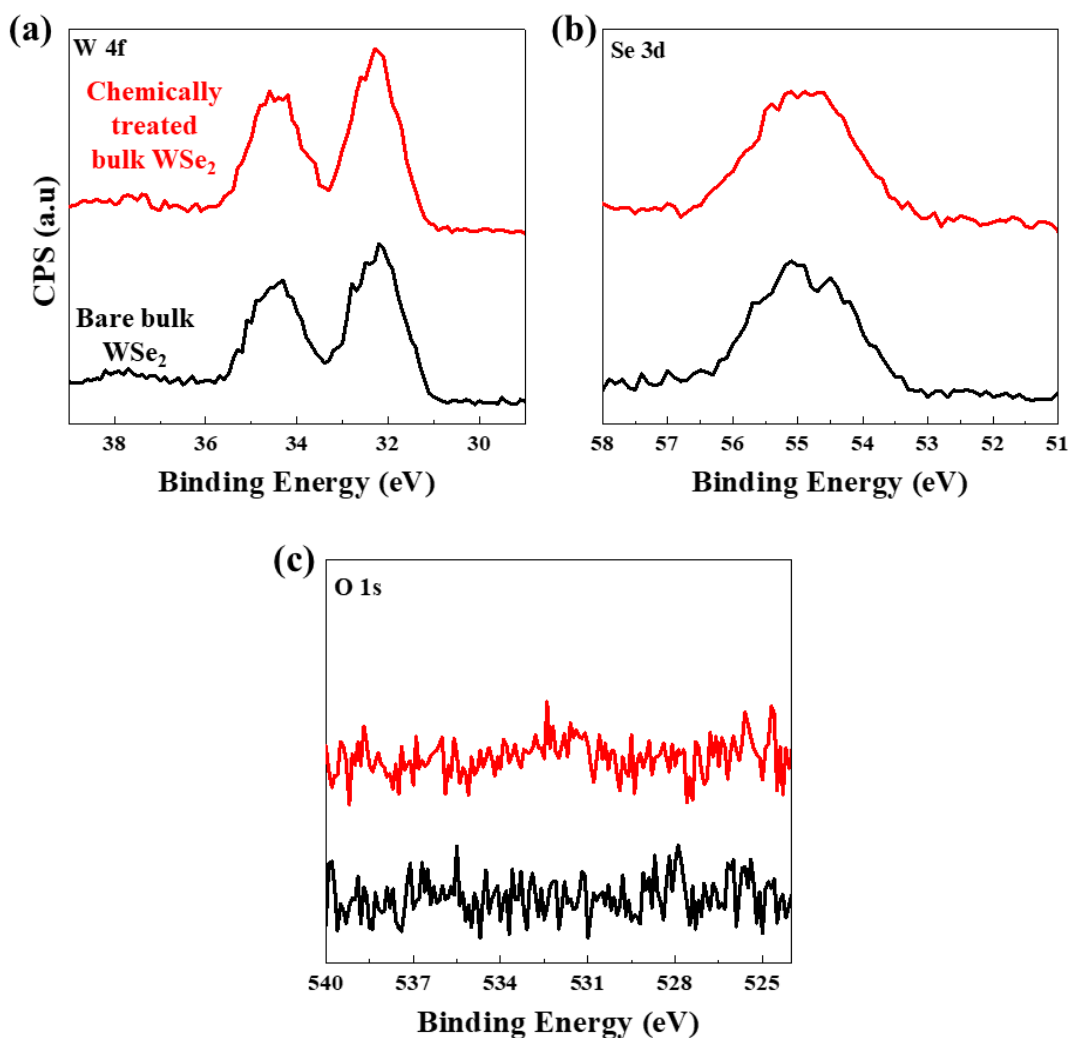 (a)
W 4f
Chemically
treated
bulk WSe₂
Bare bulk
WSe₂
CPS (a.u)
38 36 34 32 30
Binding Energy (eV)
(b)
Se 3d
58 57 56 55 54 53 52 51
Binding Energy (eV)
(c)
O 1s
540 537 534 531 528 525
Binding Energy (eV)